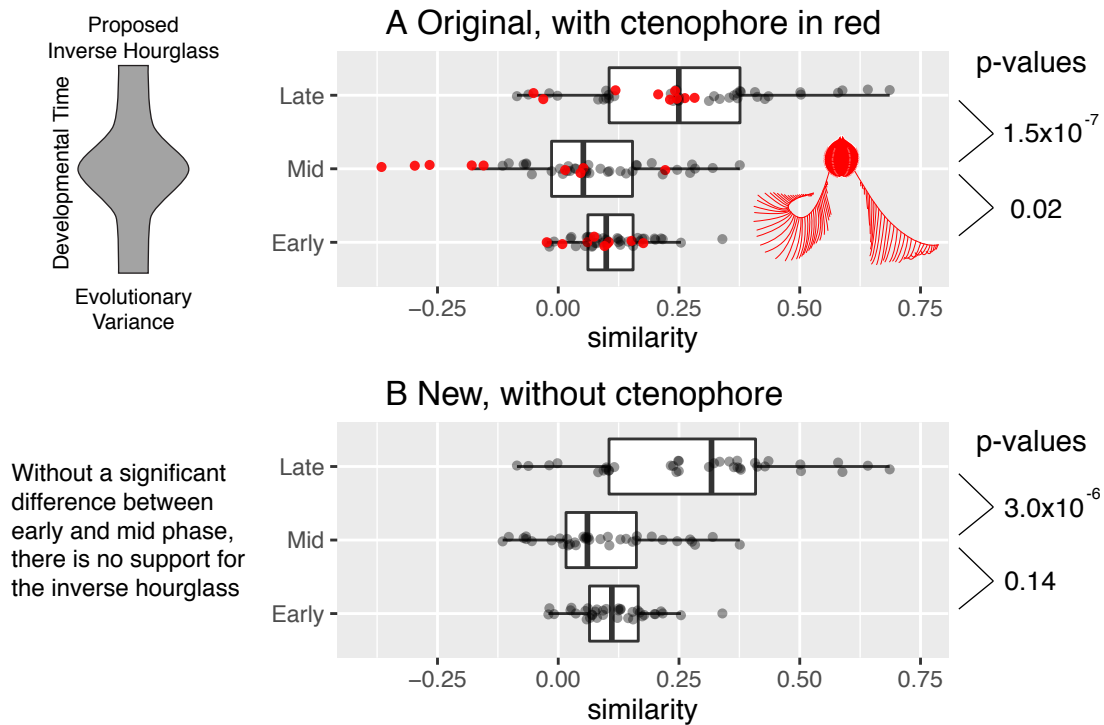 Proposed
Inverse Hourglass
Developmental Time
Evolutionary
Variance
A Original, with ctenophore in red
Late
Mid
Early
−0.25 0.00 0.25 0.50 0.75
similarity
p-values
1.5x10⁻⁷
0.02
B New, without ctenophore
Without a significant
difference between
early and mid phase,
there is no support for
the inverse hourglass
Late
Mid
Early
−0.25 0.00 0.25 0.50 0.75
similarity
p-values
3.0x10⁻⁶
0.14